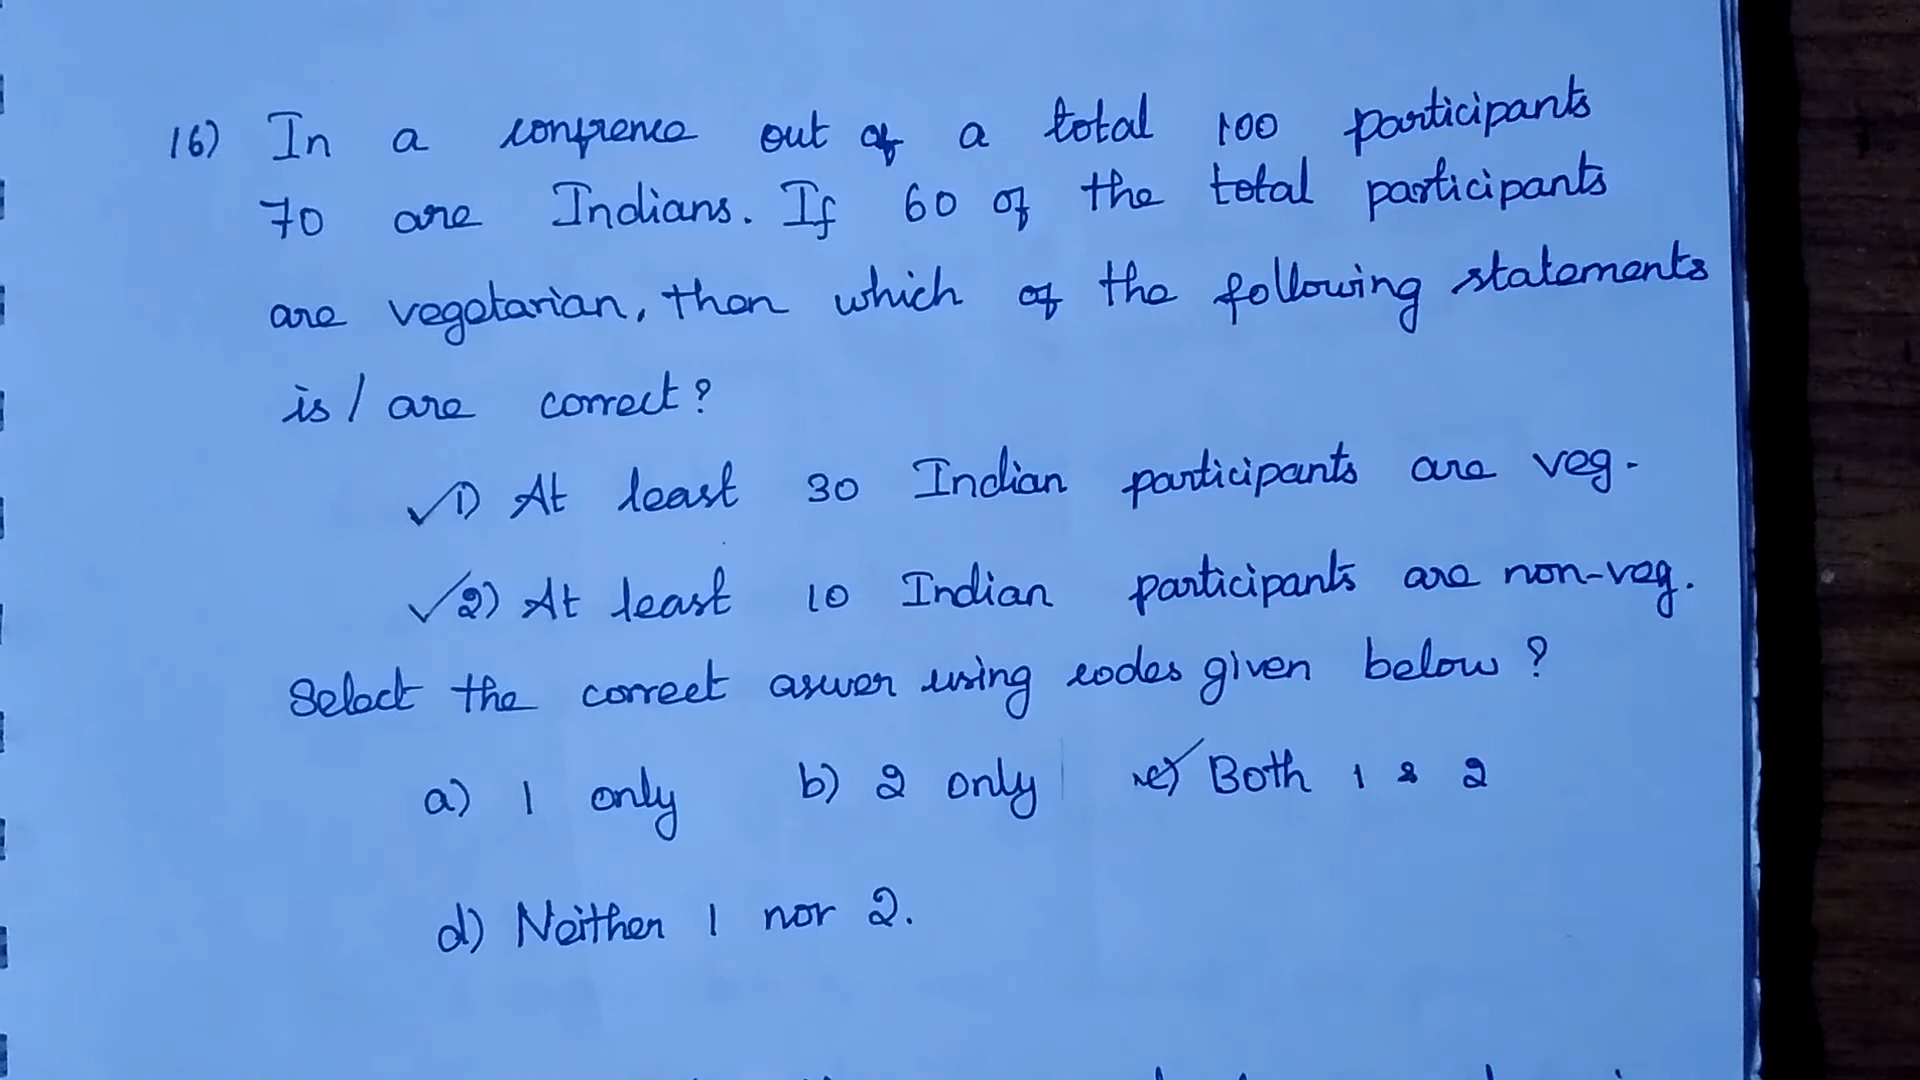 16) In a confrence out of a total 100 participants
70 are Indians. If 60 of the total participants
are vegetarian, then which of the following statements
is / are correct?
✓1) At least 30 Indian participants are veg.
✓2) At least 10 Indian participants are non-veg.
Select the correct aswer using codes given below?
a) 1 only b) 2 only ✓c) Both 1 & 2
d) Neither 1 nor 2.